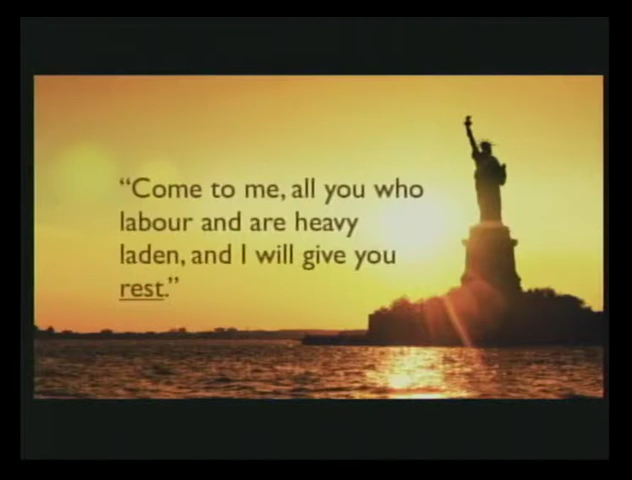 “Come to me, all you who
labour and are heavy
laden, and I will give you
rest.”